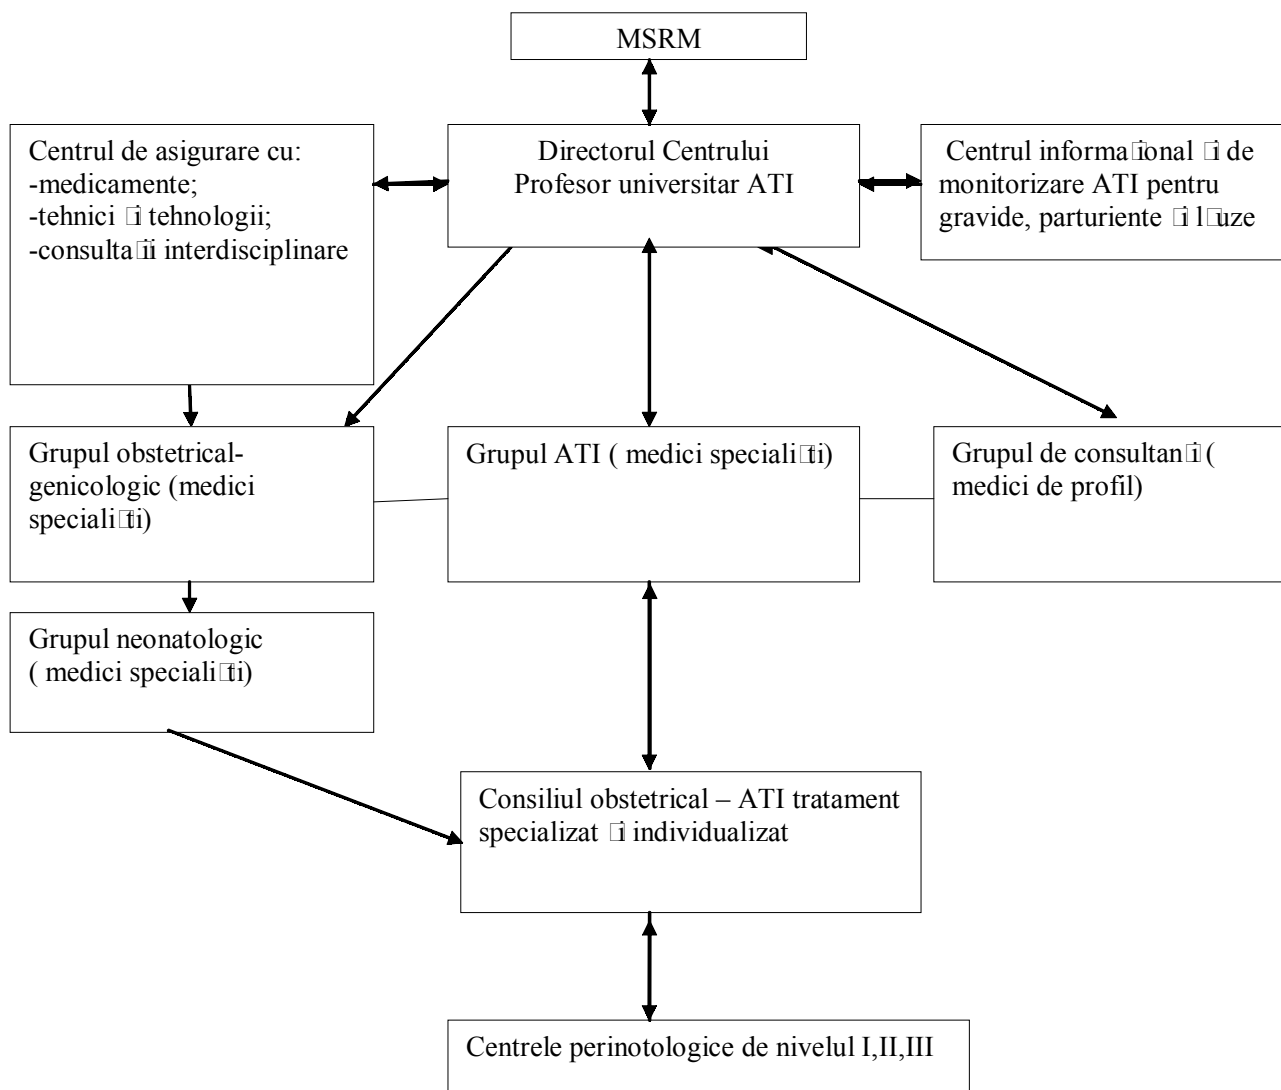 MSRM
Centrul de asigurare cu:
-medicamente;
-tehnici □i tehnologii;
-consulta□ii interdisciplinare
Directorul Centrului
Profesor universitar ATI
Centrul informa□ional □i de
monitorizare ATI pentru
gravide, parturiente □i l□uze
Grupul obstetrical-
genicologic (medici
speciali□ti)
Grupul ATI ( medici speciali□ti)
Grupul de consultan□i (
medici de profil)
Grupul neonatologic
( medici speciali□ti)
Consiliul obstetrical – ATI tratament
specializat □i individualizat
Centrele perinotologice de nivelul I,II,III